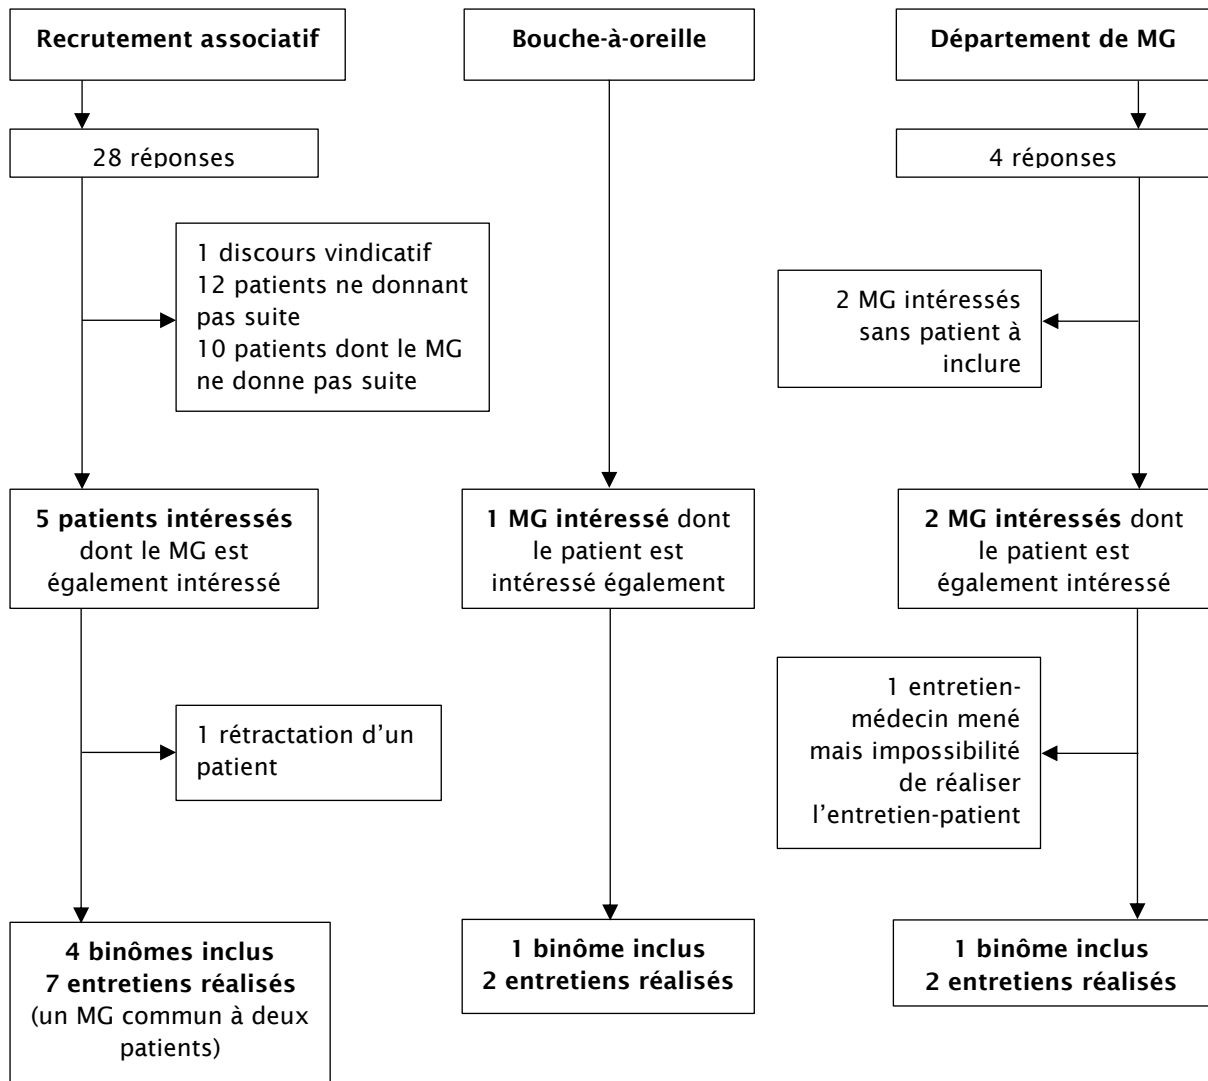 Recrutement associatif
Bouche-à-oreille
Département de MG
28 réponses
4 réponses
1 discours vindicatif
12 patients ne donnant
pas suite
10 patients dont le MG
ne donne pas suite
2 MG intéressés
sans patient à
inclure
5 patients intéressés
dont le MG est
également intéressé
1 MG intéressé dont
le patient est
intéressé également
2 MG intéressés dont
le patient est
également intéressé
1 rétractation d’un
patient
1 entretien-
médecin mené
mais impossibilité
de réaliser
l’entretien-patient
4 binômes inclus
7 entretiens réalisés
(un MG commun à deux
patients)
1 binôme inclus
2 entretiens réalisés
1 binôme inclus
2 entretiens réalisés